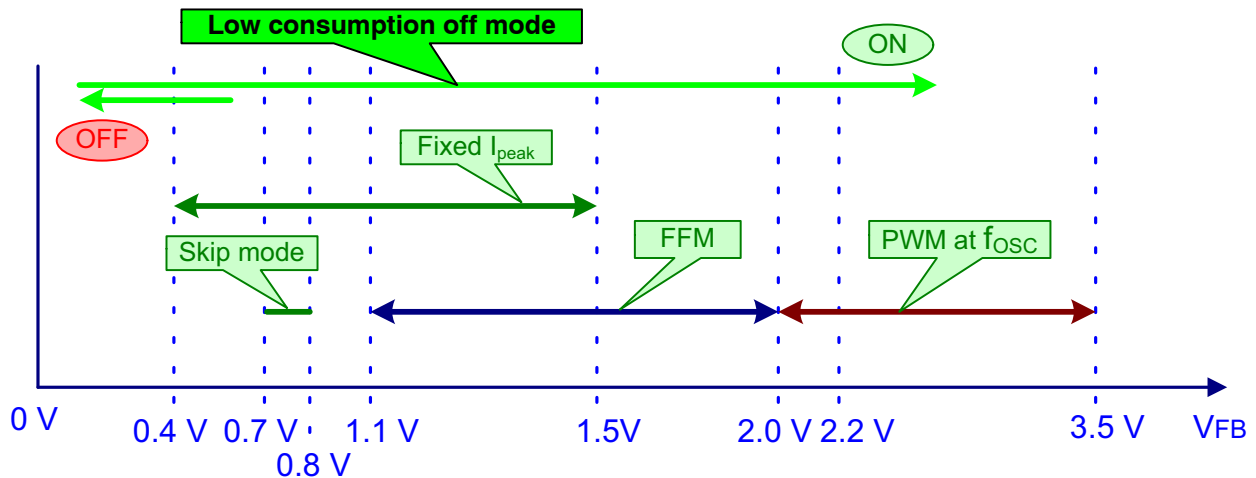 Low consumption off mode
ON
OFF
Fixed Ipeak
Skip mode
FFM
PWM at fOSC
0 V
0.4 V
0.7 V
0.8 V
1.1 V
1.5V
2.0 V
2.2 V
3.5 V
VFB